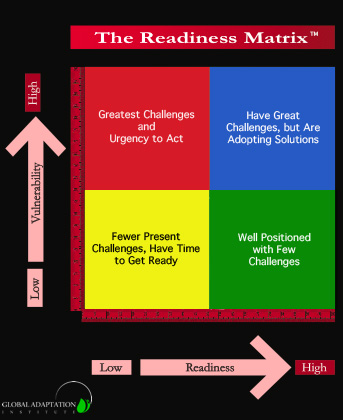 The Readiness Matrix™
High
Vulnerability
Low
Greatest Challenges
and
Urgency to Act
Have Great
Challenges, but Are
Adopting Solutions
Fewer Present
Challenges, Have Time
to Get Ready
Well Positioned
with Few
Challenges
Low
Readiness
High
GLOBAL ADAPTATION
INSTITUTE